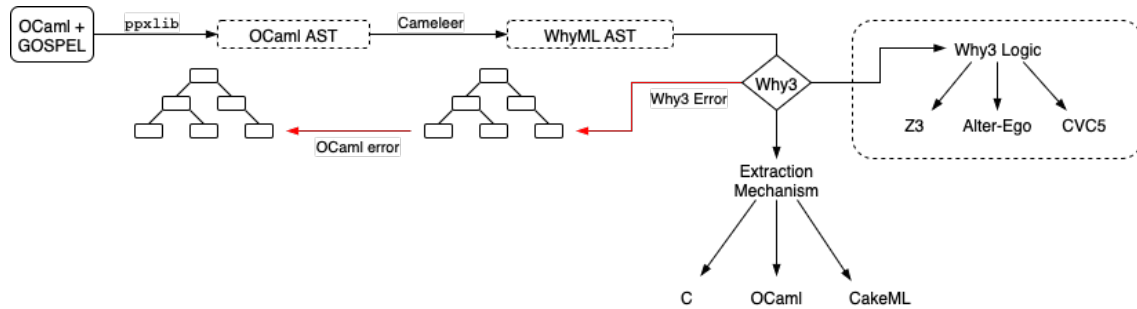 OCaml +
GOSPEL
ppxlib
OCaml AST
Cameleer
WhyML AST
Why3
Why3 Logic
Z3
Alter-Ego
CVC5
Why3 Error
OCaml error
Extraction
Mechanism
C
OCaml
CakeML